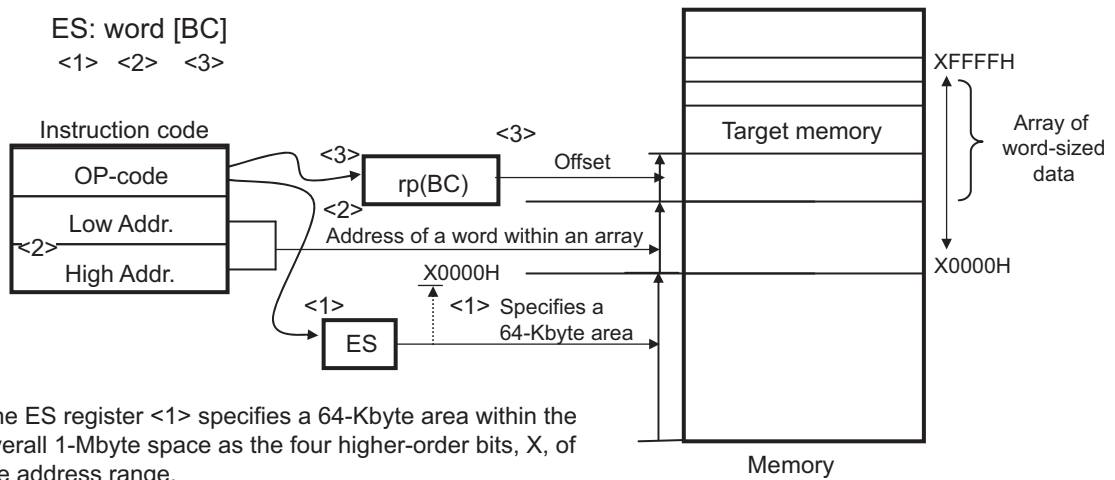 ES: word [BC]
<1> <2> <3>
Instruction code
OP-code
Low Addr.
<2>
High Addr.
<3>
rp(BC)
<3>
Offset
<2>
Address of a word within an array
X0000H
<1>
ES
<1> Specifies a
64-Kbyte area
Target memory
XFFFFH
Array of
word-sized
data
X0000H
Memory
ES register <1> specifies a 64-Kbyte area within the
overall 1-Mbyte space as the four higher-order bits, X, of
address range.